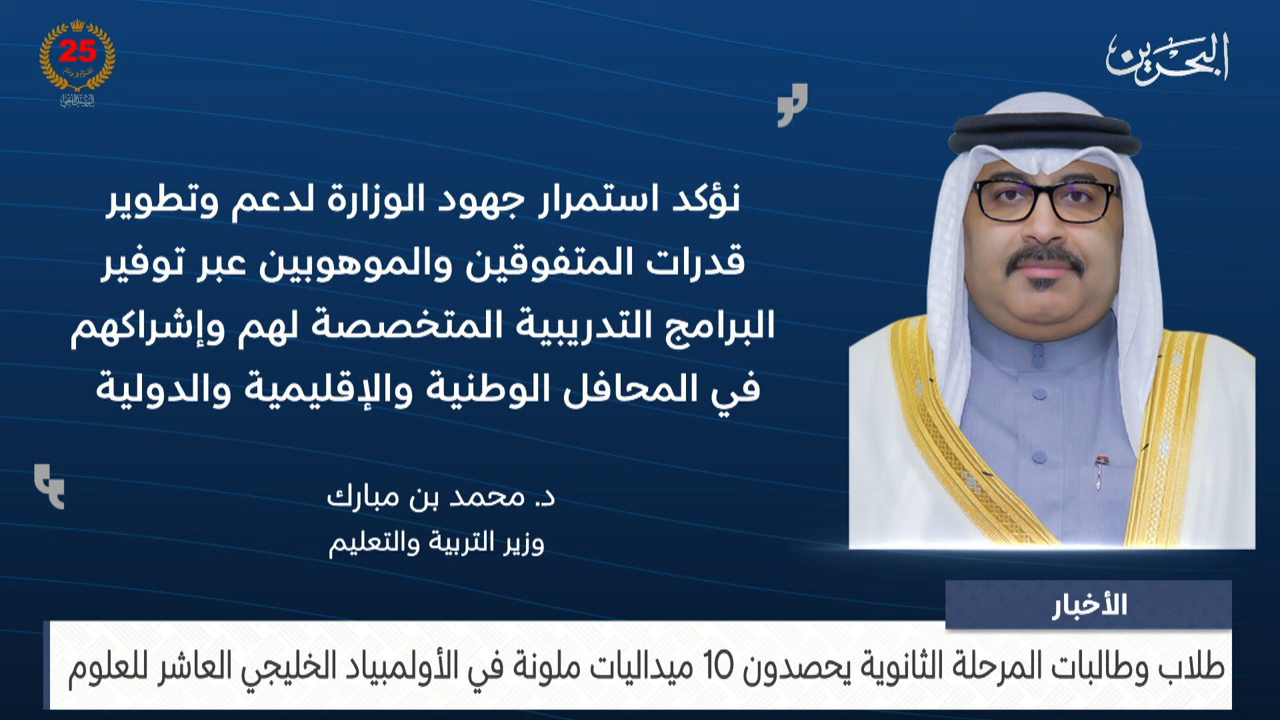 البحرين
25
نؤكد استمرار جهود الوزارة لدعم وتطوير
قدرات المتفوقين والموهوبين عبر توفير
البرامج التدريبية المتخصصة لهم وإشراكهم
في المحافل الوطنية والإقليمية والدولية
د. محمد بن مبارك
وزير التربية والتعليم
الأخبار
طلاب وطالبات المرحلة الثانوية يحصدون 10 ميداليات ملونة في الأولمبياد الخليجي العاشر للعلوم